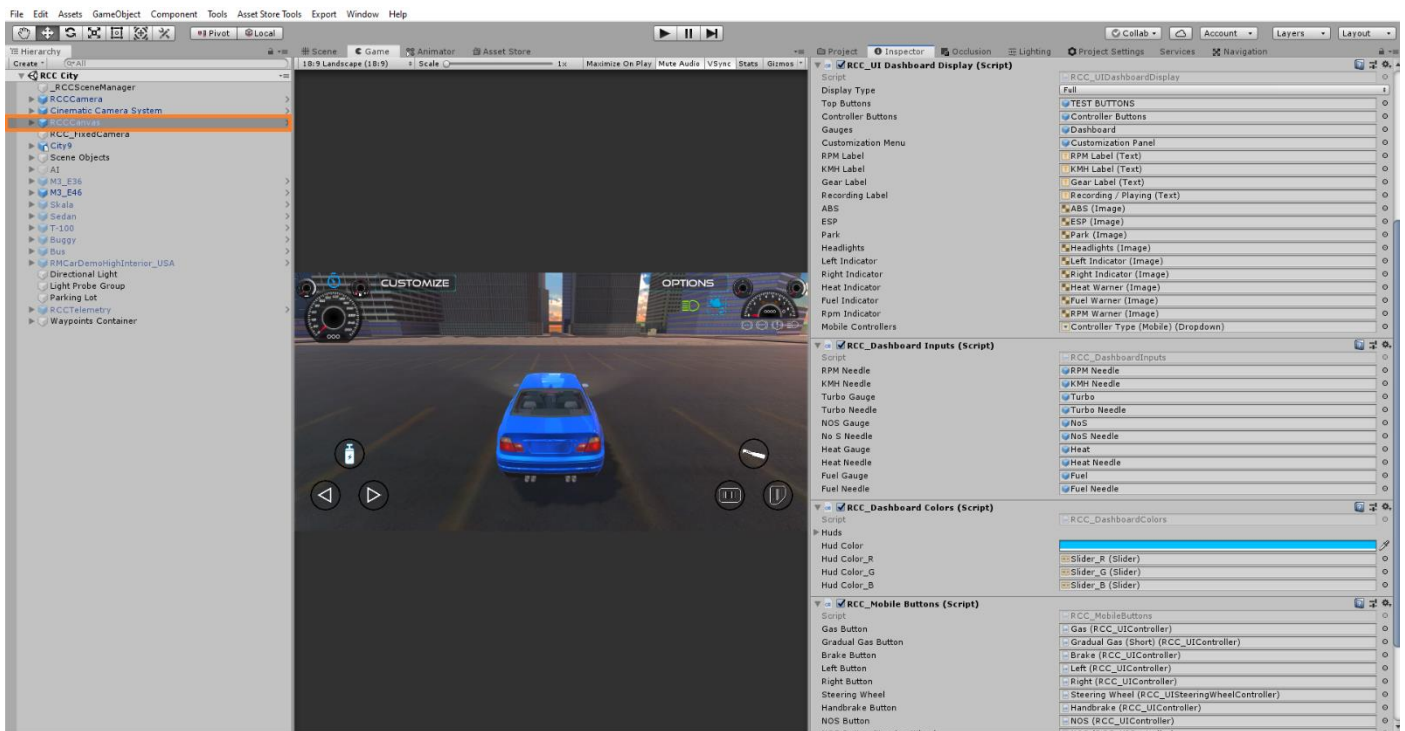 File Edit Assets GameObject Component Tools Asset Store Tools Export Window Help
Pivot Local Collab Account Layers Layout
Hierarchy
Create All
RCC City
_RCCSceneManager
RCCCamera
Cinematic Camera System
RCCCanvas
RCC_FixedCamera
City9
Scene Objects
AI
M3_E36
M3_E46
Skala
Sedan
T-100
Buggy
Bus
RMCarDemoHighInterior_USA
Directional Light
Light Probe Group
Parking Lot
RCCTelemetry
Waypoints Container
Scene Game Animator Asset Store
18:9 Landscape (18:9) Scale 1x Maximize On Play Mute Audio VSync Stats Gizmos
CUSTOMIZE OPTIONS
000
0000
Project Inspector Occlusion Lighting Project Settings Services Navigation
RCC_UI Dashboard Display (Script)
Script RCC_UIDashboardDisplay
Display Type Full
Top Buttons TEST BUTTONS
Controller Buttons Controller Buttons
Gauges Dashboard
Customization Menu Customization Panel
RPM Label RPM Label (Text)
KMH Label KMH Label (Text)
Gear Label Gear Label (Text)
Recording Label Recording / Playing (Text)
ABS ABS (Image)
ESP ESP (Image)
Park Park (Image)
Headlights Headlights (Image)
Left Indicator Left Indicator (Image)
Right Indicator Right Indicator (Image)
Heat Indicator Heat Warner (Image)
Fuel Indicator Fuel Warner (Image)
Rpm Indicator RPM Warner (Image)
Mobile Controllers Controller Type (Mobile) (Dropdown)
RCC_Dashboard Inputs (Script)
Script RCC_DashboardInputs
RPM Needle RPM Needle
KMH Needle KMH Needle
Turbo Gauge Turbo
Turbo Needle Turbo Needle
NOS Gauge NoS
No S Needle NoS Needle
Heat Gauge Heat
Heat Needle Heat Needle
Fuel Gauge Fuel
Fuel Needle Fuel Needle
RCC_Dashboard Colors (Script)
Script RCC_DashboardColors
Huds
Hud Color
Hud Color_R Slider_R (Slider)
Hud Color_G Slider_G (Slider)
Hud Color_B Slider_B (Slider)
RCC_Mobile Buttons (Script)
Script RCC_MobileButtons
Gas Button Gas (RCC_UIController)
Gradual Gas Button Gradual Gas (Short) (RCC_UIController)
Brake Button Brake (RCC_UIController)
Left Button Left (RCC_UIController)
Right Button Right (RCC_UIController)
Steering Wheel Steering Wheel (RCC_UISteeringWheelController)
Handbrake Button Handbrake (RCC_UIController)
NOS Button NOS (RCC_UIController)